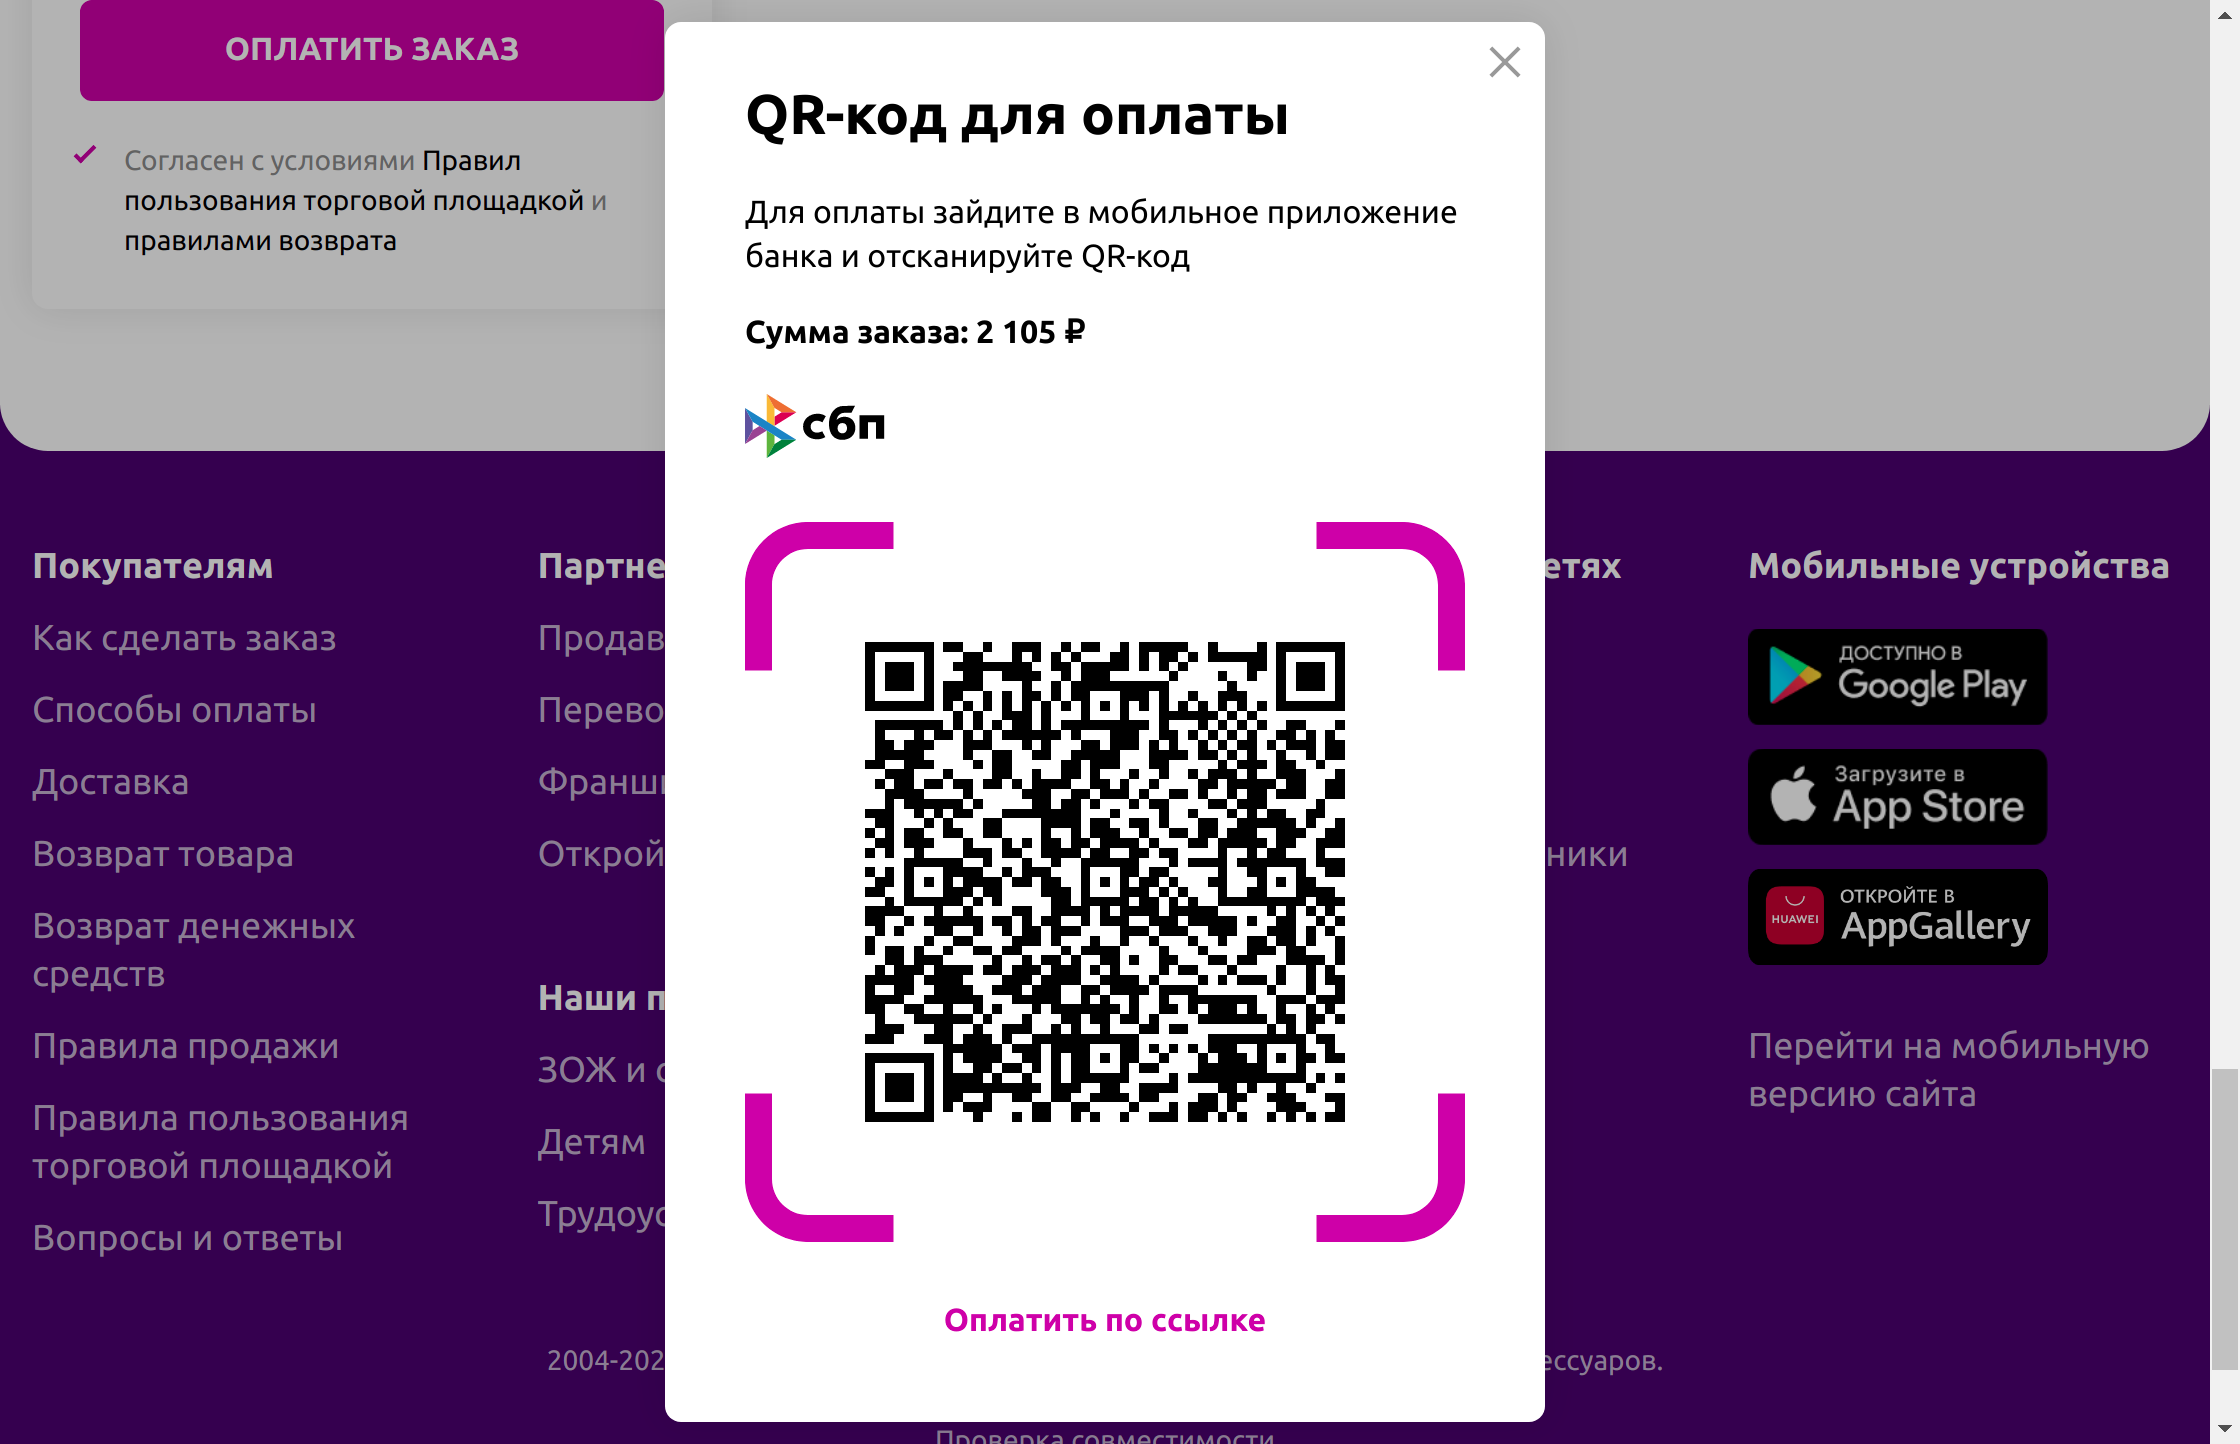 ОПЛАТИТЬ ЗАКАЗ
Согласен с условиями Правил
пользования торговой площадкой и
правилами возврата
QR-код для оплаты
Для оплаты зайдите в мобильное приложение
банка и отсканируйте QR-код
Сумма заказа: 2 105 ₽
сбп
Оплатить по ссылке
Покупателям
Как сделать заказ
Способы оплаты
Доставка
Возврат товара
Возврат денежных
средств
Правила продажи
Правила пользования
торговой площадкой
Вопросы и ответы
Партне
Продав
Перево
Франши
Откройт
Наши п
ЗОЖ и с
Детям
Трудоус
етях
ники
Мобильные устройства
ДОСТУПНО В
Google Play
Загрузите в
App Store
HUAWEI
ОТКРОЙТЕ В
AppGallery
Перейти на мобильную
версию сайта
2004-202
ессуаров.
Проверка совместимости